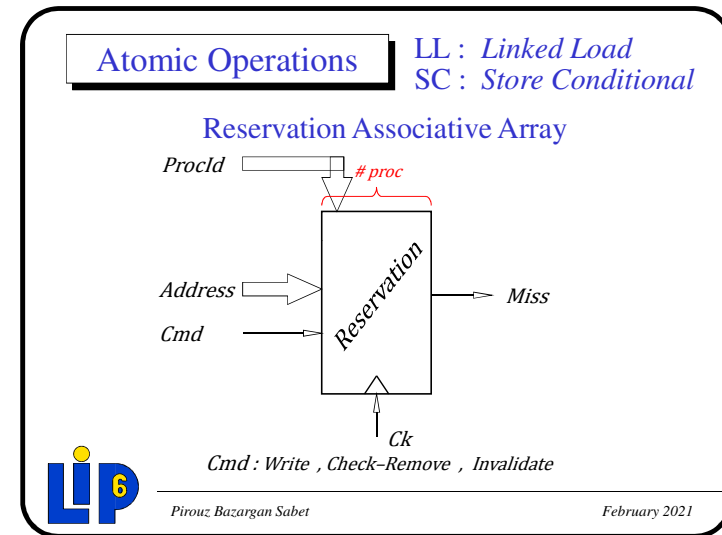 Atomic Operations
LL : Linked Load
SC : Store Conditional
Reservation Associative Array
ProcId
# proc
Address
Cmd
Reservation
Miss
Ck
Cmd : Write , Check–Remove , Invalidate
LIP6
Pirouz Bazargan Sabet
February 2021